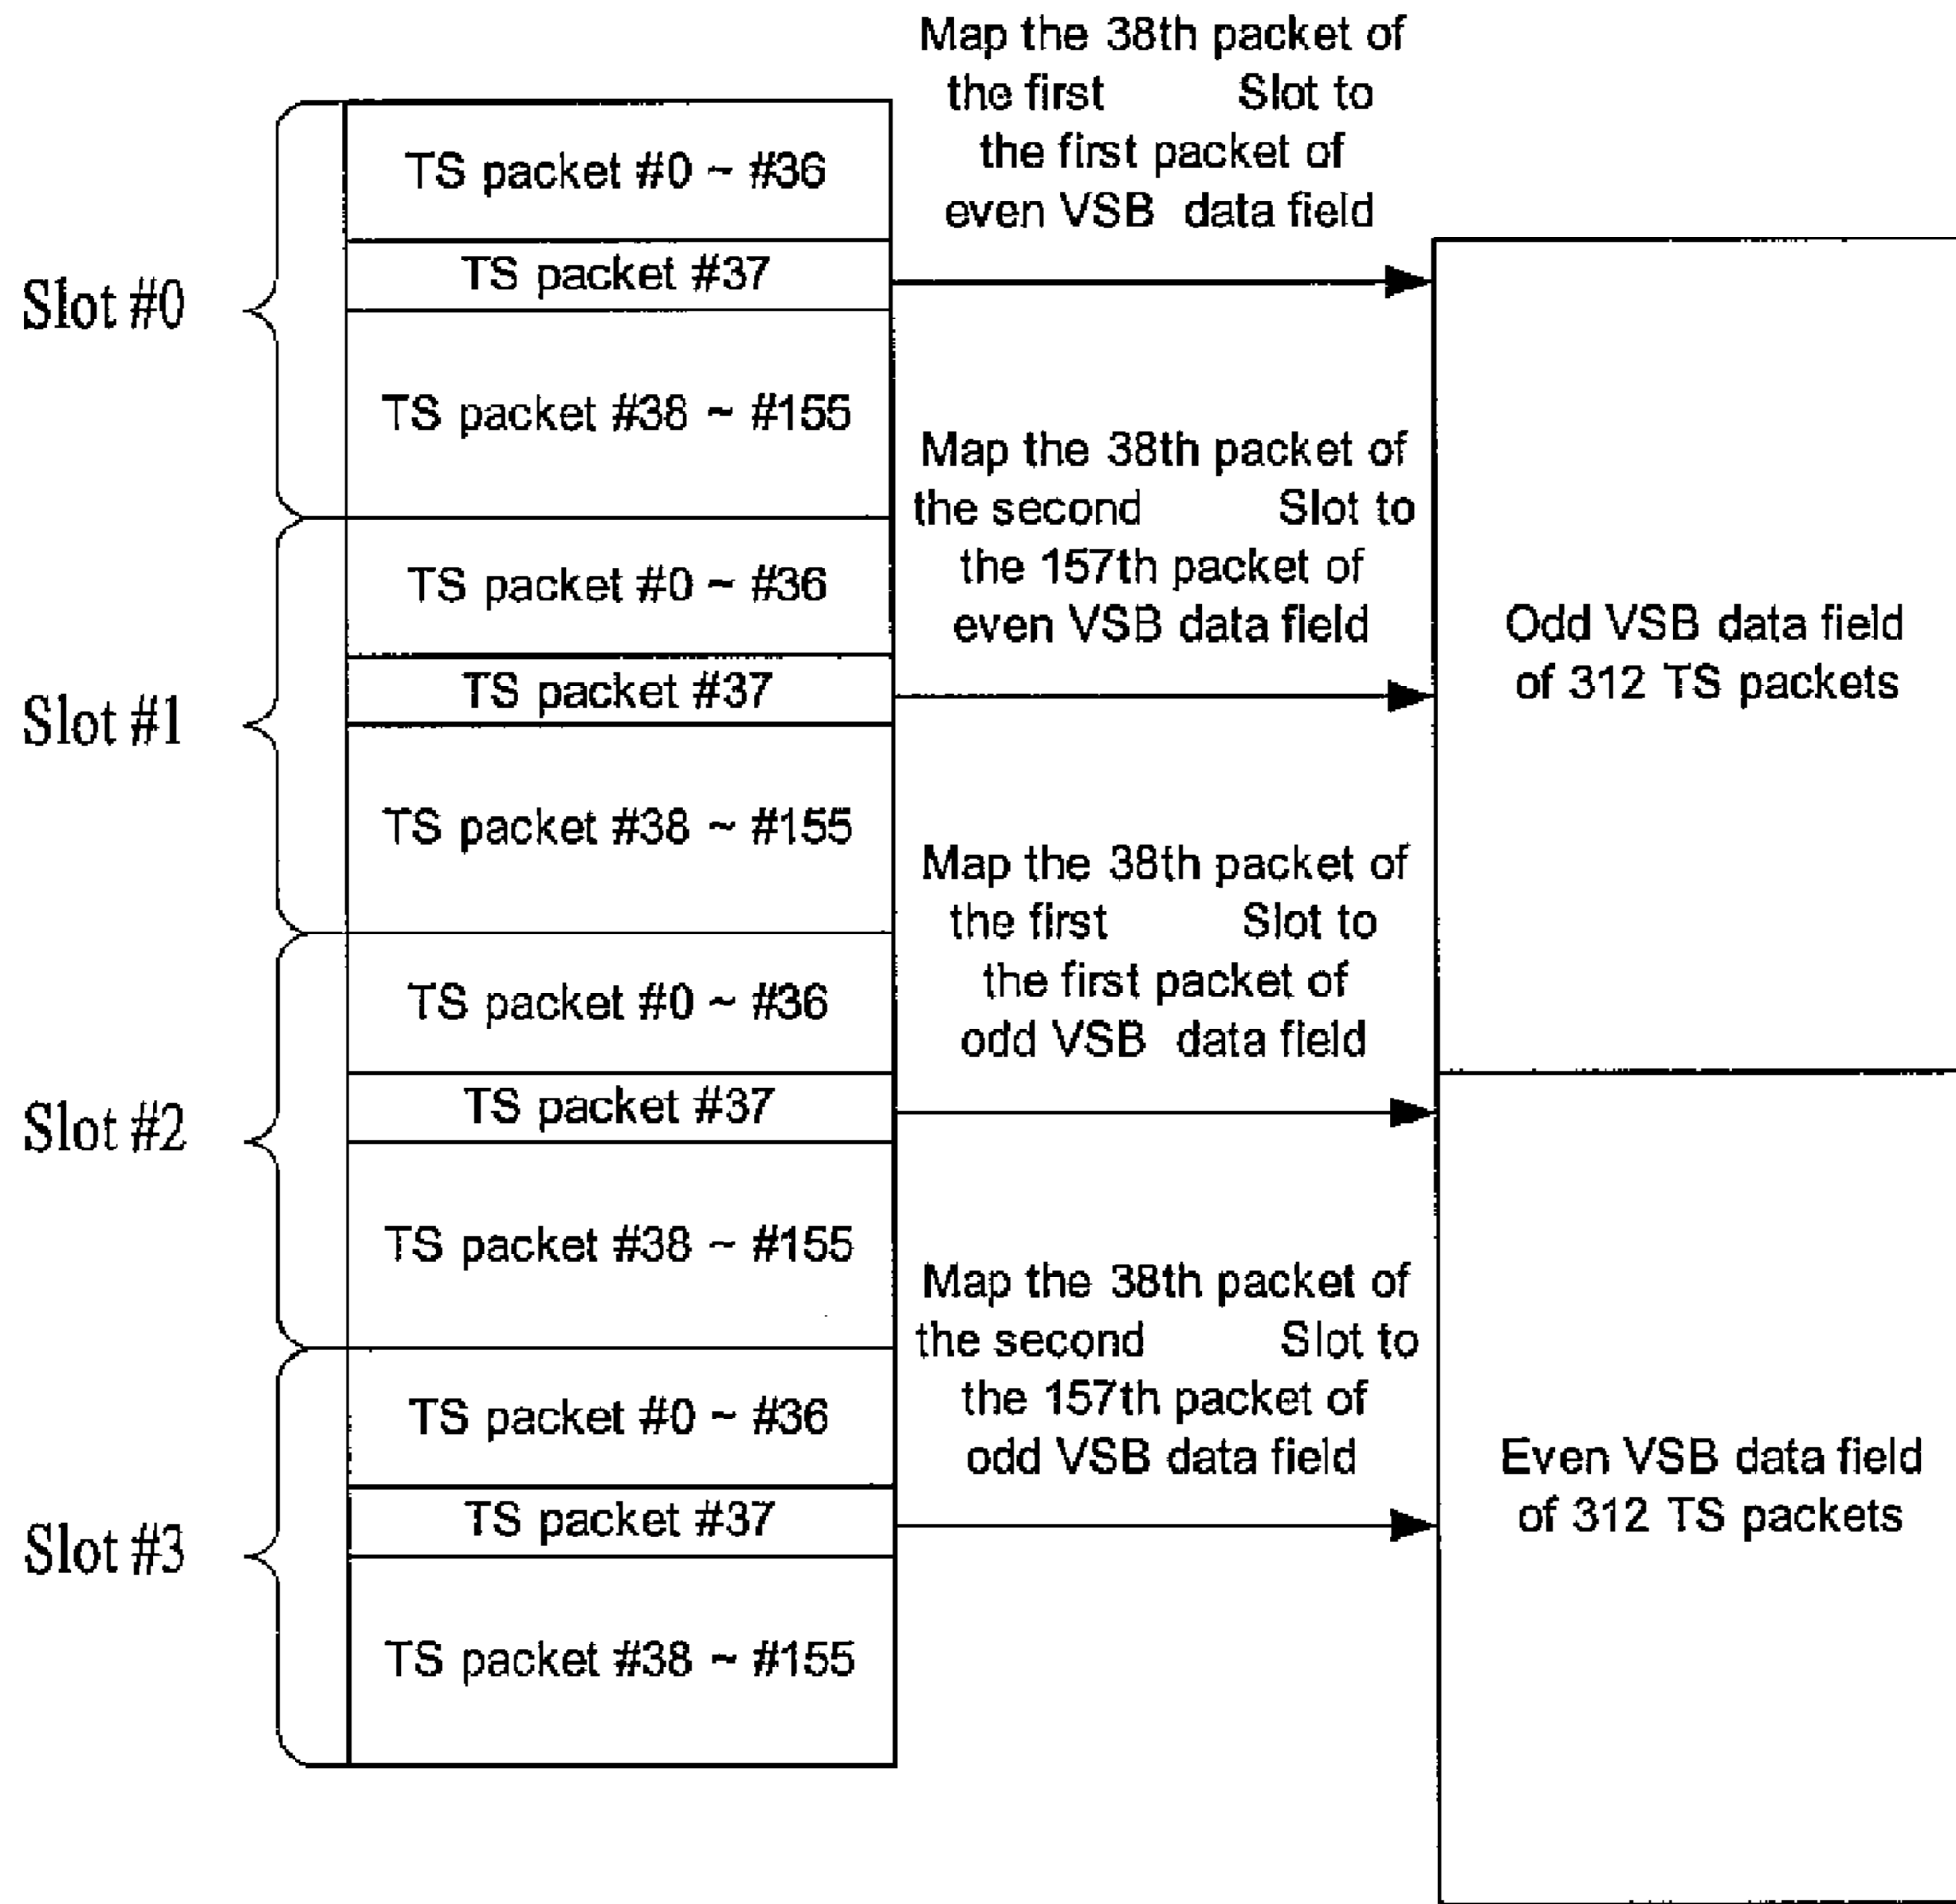 Map the 38th packet of
the first Slot to
the first packet of
even VSB data field
Slot #0
TS packet #0 ~ #36
TS packet #37
TS packet #38 ~ #155
Map the 38th packet of
the second Slot to
the 157th packet of
even VSB data field
Slot #1
TS packet #0 ~ #36
TS packet #37
TS packet #38 ~ #155
Odd VSB data field
of 312 TS packets
Map the 38th packet of
the first Slot to
the first packet of
odd VSB data field
Slot #2
TS packet #0 ~ #36
TS packet #37
TS packet #38 ~ #155
Map the 38th packet of
the second Slot to
the 157th packet of
odd VSB data field
Slot #3
TS packet #0 ~ #36
TS packet #37
TS packet #38 ~ #155
Even VSB data field
of 312 TS packets